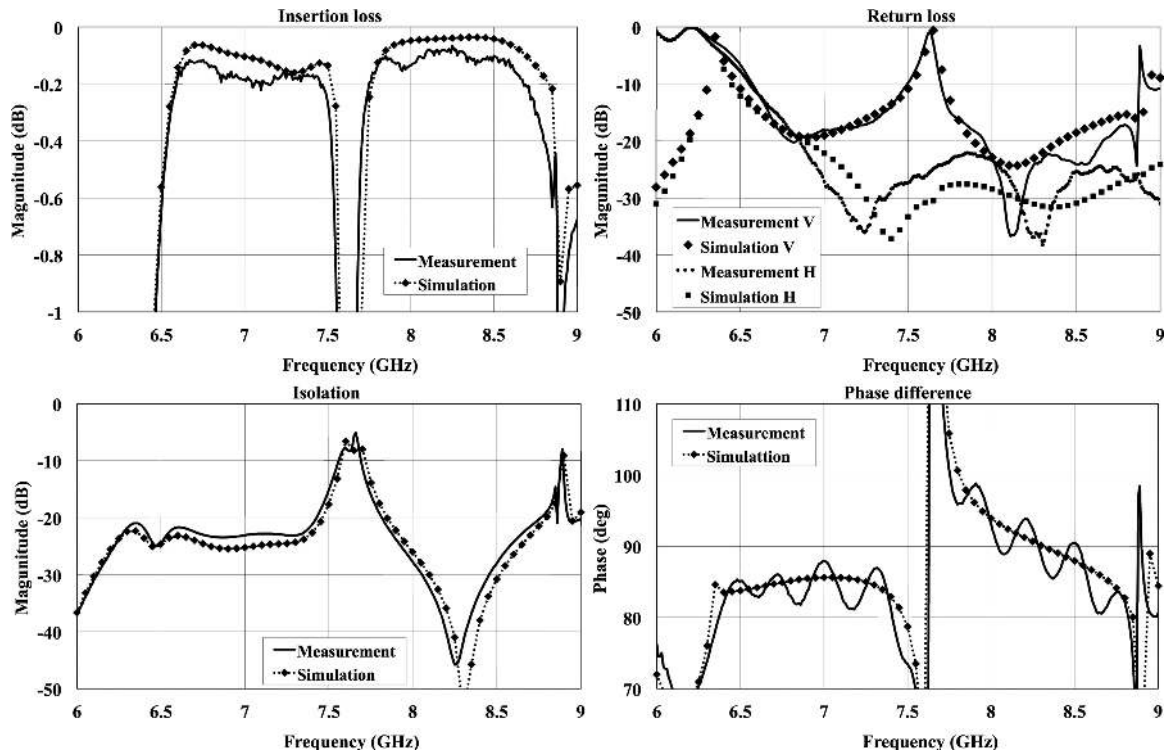 Insertion loss
0
-0.2
-0.4
-0.6
-0.8
-1
Magunitude (dB)
Measurement
Simulation
6 6.5 7 7.5 8 8.5 9
Frequency (GHz)
Return loss
0
-10
-20
-30
-40
-50
Magnitude (dB)
Measurement V
Simulation V
Measurement H
Simulation H
6 6.5 7 7.5 8 8.5 9
Frequency (GHz)
Isolation
0
-10
-20
-30
-40
-50
Magnitude (dB)
Measurement
Simulation
6 6.5 7 7.5 8 8.5 9
Frequency (GHz)
Phase difference
110
100
90
80
70
Phase (deg)
Measurement
Simulattion
6 6.5 7 7.5 8 8.5 9
Frequency (GHz)